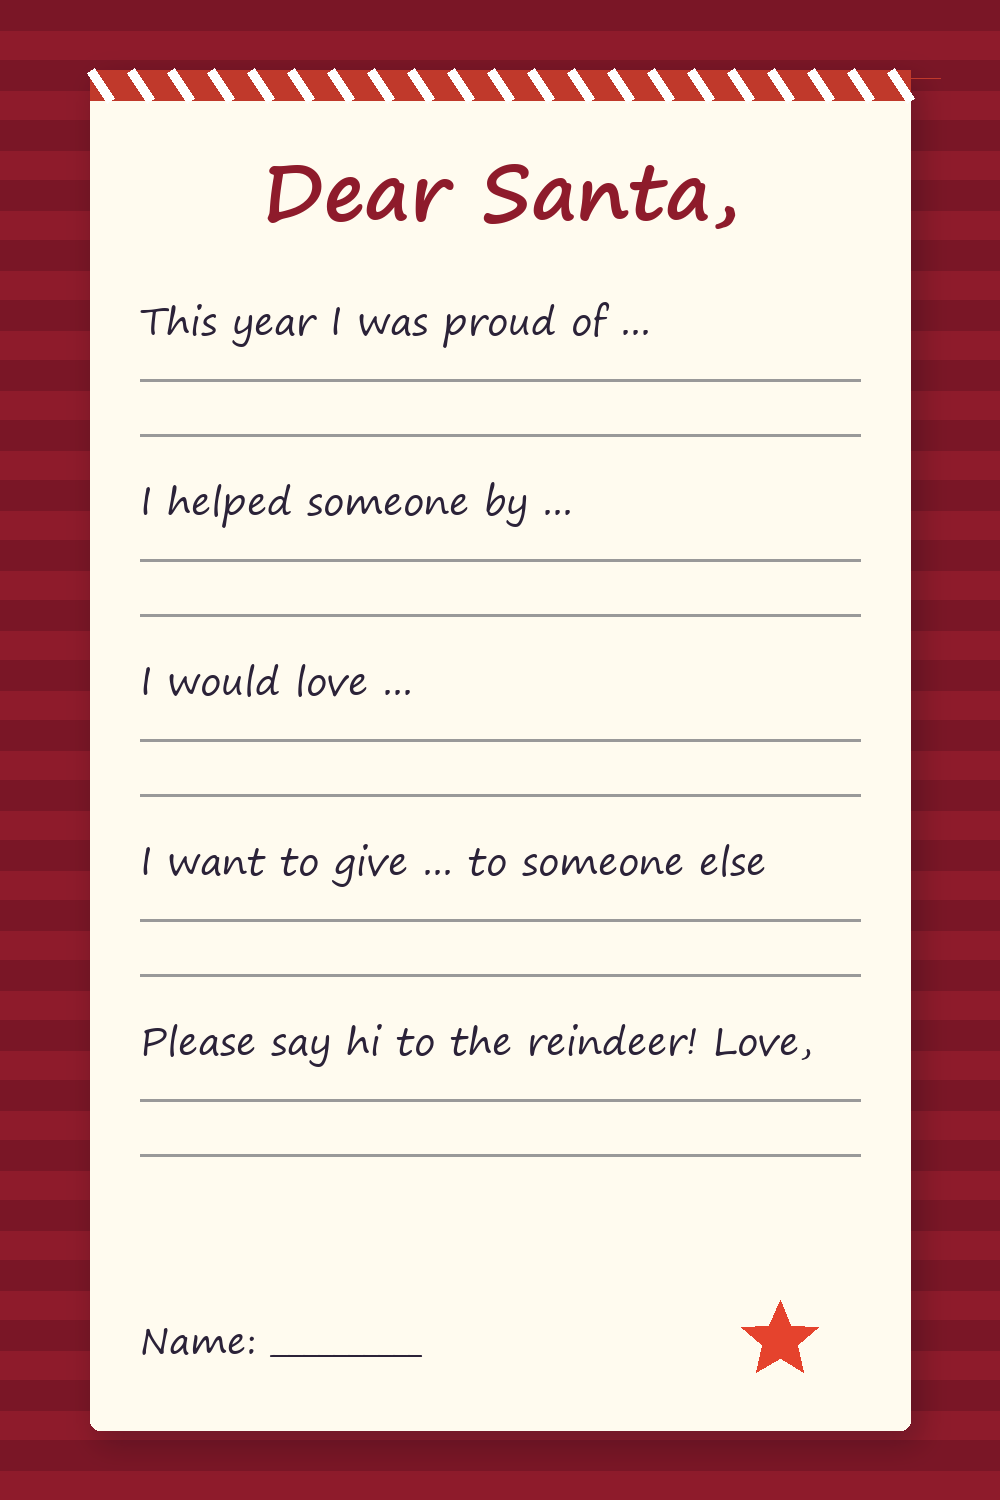 Dear Santa,
This year I was proud of ...
I helped someone by ...
I would love ...
I want to give ... to someone else
Please say hi to the reindeer! Love,
Name: __________